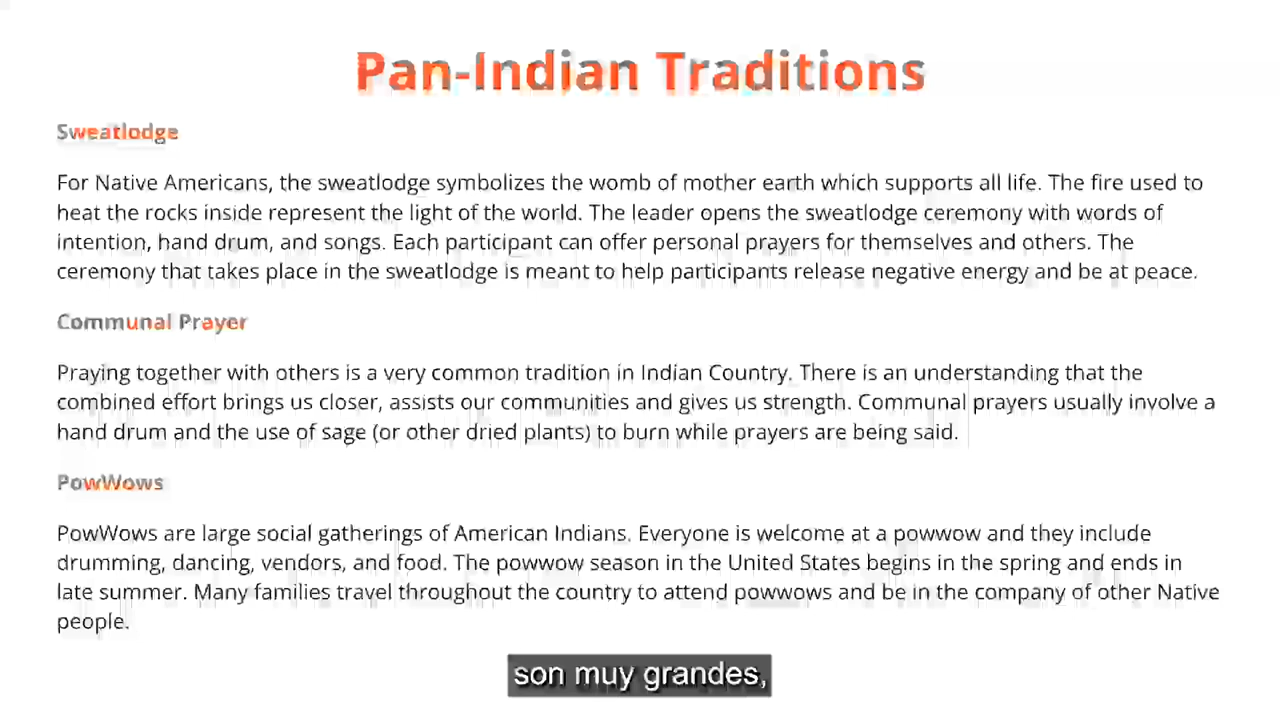 Pan-Indian Traditions
Sweatlodge
For Native Americans, the sweatlodge symbolizes the womb of mother earth which supports all life. The fire used to
heat the rocks inside represent the light of the world. The leader opens the sweatlodge ceremony with words of
intention, hand drum, and songs. Each participant can offer personal prayers for themselves and others. The
ceremony that takes place in the sweatlodge is meant to help participants release negative energy and be at peace.
Communal Prayer
Praying together with others is a very common tradition in Indian Country. There is an understanding that the
combined effort brings us closer, assists our communities and gives us strength. Communal prayers usually involve a
hand drum and the use of sage (or other dried plants) to burn while prayers are being said.
PowWows
PowWows are large social gatherings of American Indians. Everyone is welcome at a powwow and they include
drumming, dancing, vendors, and food. The powwow season in the United States begins in the spring and ends in
late summer. Many families travel throughout the country to attend powwows and be in the company of other Native
people.
son muy grandes,